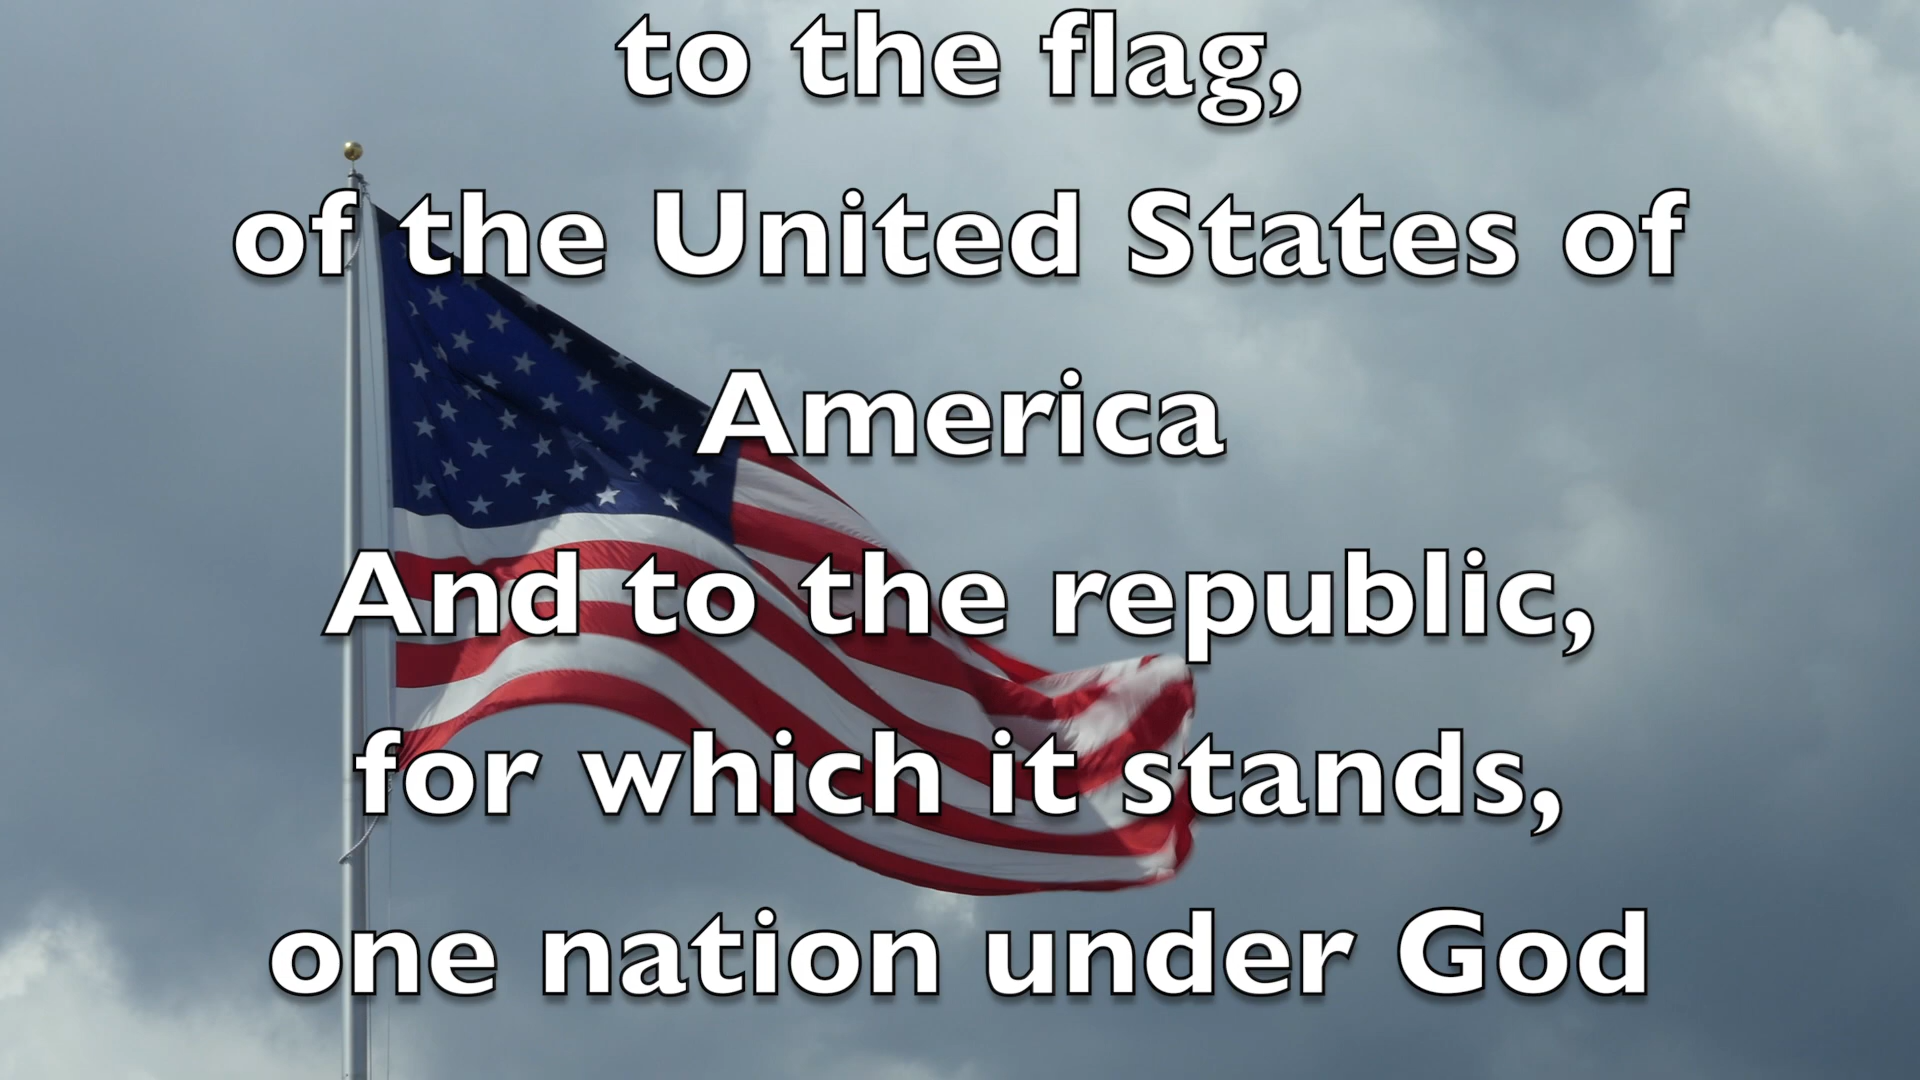 to the flag,
of the United States of
America
And to the republic,
for which it stands,
one nation under God